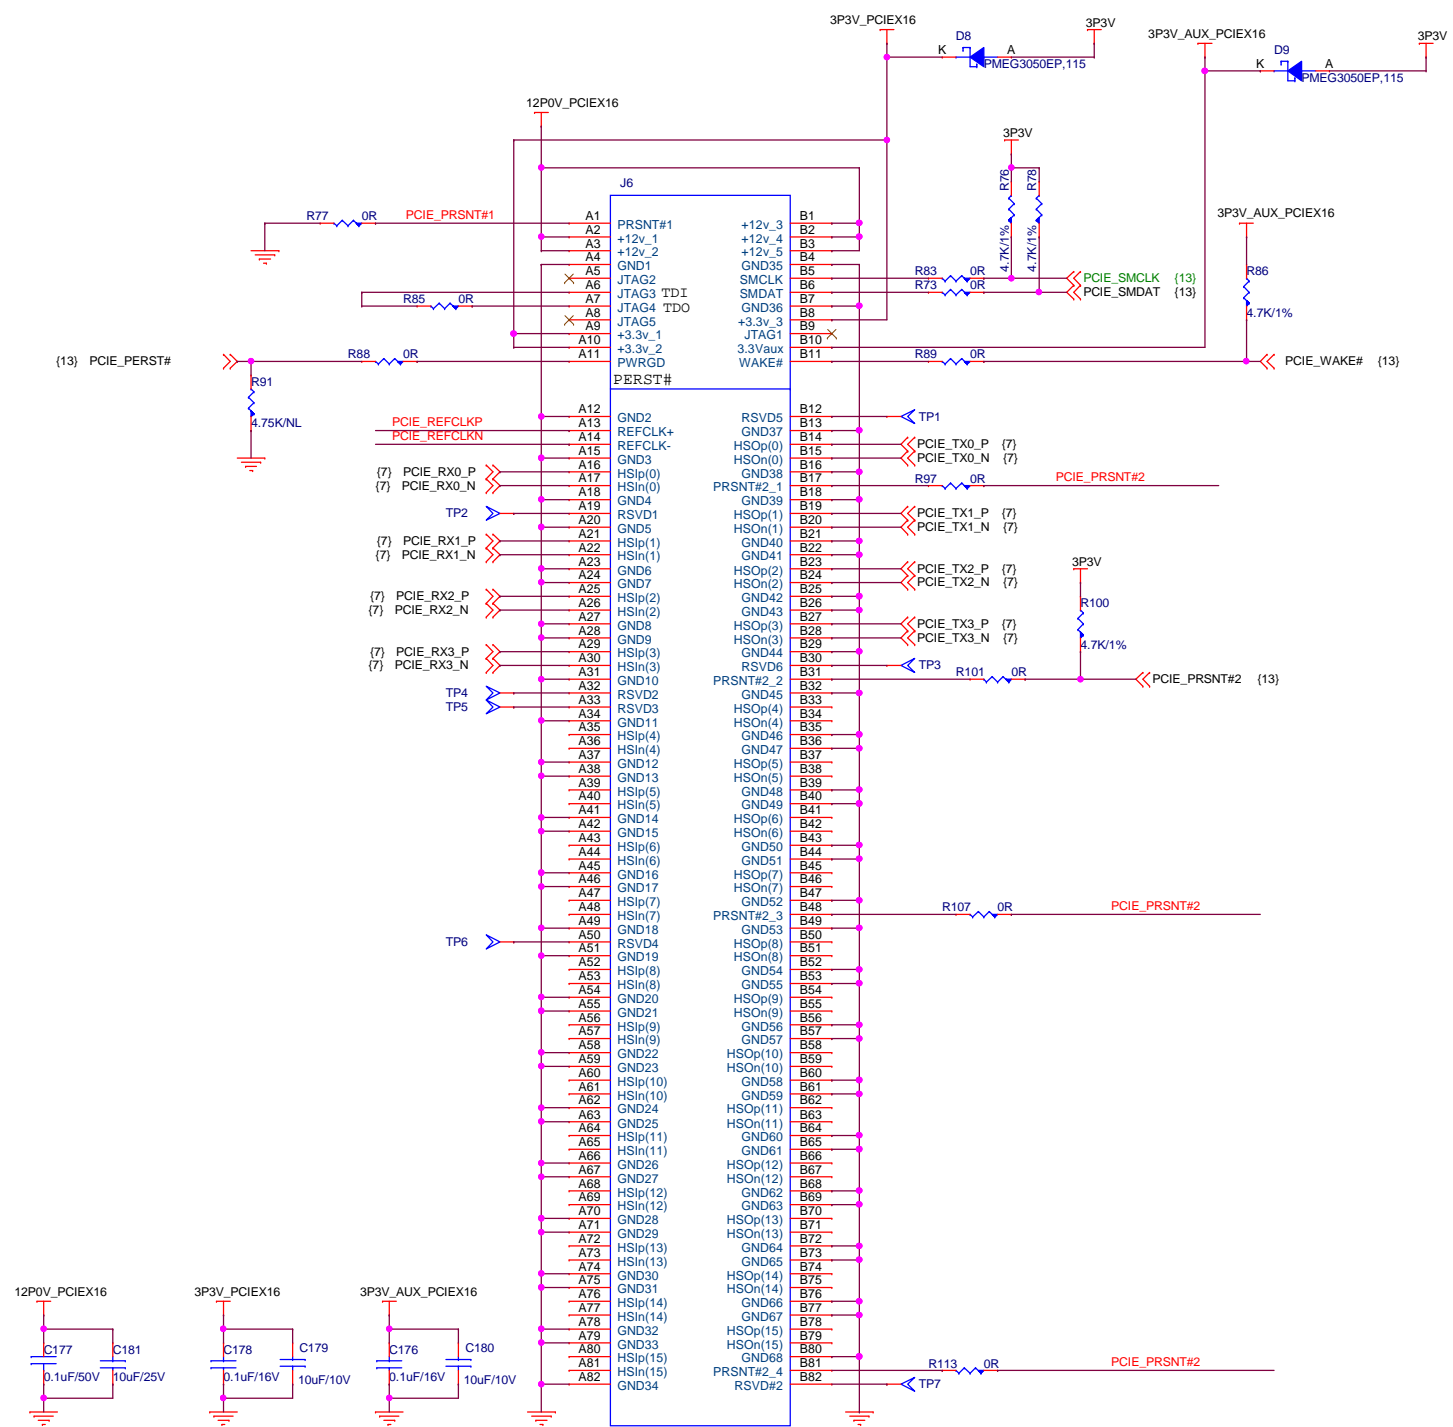 3P3V_PCIEX16 3P3V 3P3V_AUX_PCIEX16 3P3V
D8 D9
K A K A
PMEG3050EP,115 PMEG3050EP,115
12P0V_PCIEX16
3P3V
R76 R78
4.7K/1% 4.7K/1%
J6
3P3V_AUX_PCIEX16
R86
4.7K/1%
R77 0R PCIE_PRSNT#1 A1 PRSNT#1 +12v_3 B1
A2 +12v_1 +12v_4 B2
A3 +12v_2 +12v_5 B3
A4 GND1 GND35 B4
A5 JTAG2 SMCLK B5 R83 0R PCIE_SMCLK {13}
A6 JTAG3 TDI SMDAT B6 R73 0R PCIE_SMDAT {13}
R85 0R A7 JTAG4 TDO GND36 B7
A8 JTAG5 +3.3v_3 B8
A9 +3.3v_1 JTAG1 B9
A10 +3.3v_2 3.3Vaux B10
{13} PCIE_PERST# R88 0R A11 PWRGD WAKE# B11 R89 0R PCIE_WAKE# {13}
PERST#
R91
4.75K/NL
A12 GND2 RSVD5 B12 TP1
PCIE_REFCLKP A13 REFCLK+ GND37 B13
PCIE_REFCLKN A14 REFCLK- HSOp(0) B14 PCIE_TX0_P {7}
A15 GND3 HSOn(0) B15 PCIE_TX0_N {7}
{7} PCIE_RX0_P A16 HSIp(0) GND38 B16
{7} PCIE_RX0_N A17 HSIn(0) PRSNT#2_1 B17 R97 0R PCIE_PRSNT#2
A18 GND4 GND39 B18
TP2 A19 RSVD1 HSOp(1) B19 PCIE_TX1_P {7}
A20 GND5 HSOn(1) B20 PCIE_TX1_N {7}
{7} PCIE_RX1_P A21 HSIp(1) GND40 B21
{7} PCIE_RX1_N A22 HSIn(1) GND41 B22
A23 GND6 HSOp(2) B23 PCIE_TX2_P {7} 3P3V
A24 GND7 HSOn(2) B24 PCIE_TX2_N {7}
{7} PCIE_RX2_P A25 HSIp(2) GND42 B25
{7} PCIE_RX2_N A26 HSIn(2) GND43 B26 R100
A27 GND8 HSOp(3) B27 PCIE_TX3_P {7}
A28 GND9 HSOn(3) B28 PCIE_TX3_N {7} 4.7K/1%
{7} PCIE_RX3_P A29 HSIp(3) GND44 B29
{7} PCIE_RX3_N A30 HSIn(3) RSVD6 B30 TP3
A31 GND10 PRSNT#2_2 B31 R101 0R PCIE_PRSNT#2 {13}
TP4 A32 RSVD2 GND45 B32
TP5 A33 RSVD3 HSOp(4) B33
A34 GND11 HSOn(4) B34
A35 HSIp(4) GND46 B35
A36 HSIn(4) GND47 B36
A37 GND12 HSOp(5) B37
A38 GND13 HSOn(5) B38
A39 HSIp(5) GND48 B39
A40 HSIn(5) GND49 B40
A41 GND14 HSOp(6) B41
A42 GND15 HSOn(6) B42
A43 HSIp(6) GND50 B43
A44 HSIn(6) GND51 B44
A45 GND16 HSOp(7) B45
A46 GND17 HSOn(7) B46
A47 HSIp(7) GND52 B47
A48 HSIn(7) PRSNT#2_3 B48 R107 0R PCIE_PRSNT#2
A49 GND18 GND53 B49
TP6 A50 RSVD4 HSOp(8) B50
A51 GND19 HSOn(8) B51
A52 HSIp(8) GND54 B52
A53 HSIn(8) GND55 B53
A54 GND20 HSOp(9) B54
A55 GND21 HSOn(9) B55
A56 HSIp(9) GND56 B56
A57 HSIn(9) GND57 B57
A58 GND22 HSOp(10) B58
A59 GND23 HSOn(10) B59
A60 HSIp(10) GND58 B60
A61 HSIn(10) GND59 B61
A62 GND24 HSOp(11) B62
A63 GND25 HSOn(11) B63
A64 HSIp(11) GND60 B64
A65 HSIn(11) GND61 B65
A66 GND26 HSOp(12) B66
A67 GND27 HSOn(12) B67
A68 HSIp(12) GND62 B68
A69 HSIn(12) GND63 B69
A70 GND28 HSOp(13) B70
A71 GND29 HSOn(13) B71
A72 HSIp(13) GND64 B72
A73 HSIn(13) GND65 B73
A74 GND30 HSOp(14) B74
A75 GND31 HSOn(14) B75
A76 HSIp(14) GND66 B76
A77 HSIn(14) GND67 B77
A78 GND32 HSOp(15) B78
A79 GND33 HSOn(15) B79
A80 HSIp(15) GND68 B80
A81 HSIn(15) PRSNT#2_4 B81 R113 0R PCIE_PRSNT#2
A82 GND34 RSVD#2 B82 TP7
12P0V_PCIEX16 3P3V_PCIEX16 3P3V_AUX_PCIEX16
C177 C181 C178 C179 C176 C180
0.1uF/50V 10uF/25V 0.1uF/16V 10uF/10V 0.1uF/16V 10uF/10V